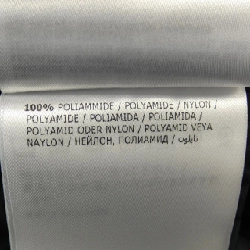 100% POLIAMMIDE / POLYAMIDE / NYLON /
POLYAMIDE / POLIAMIDA / POLIAMIDA /
POLYAMID ODER NYLON / POLYAMID VEYA
NAYLON / НЕЙЛОН, ПОЛИАМИД / نايلون